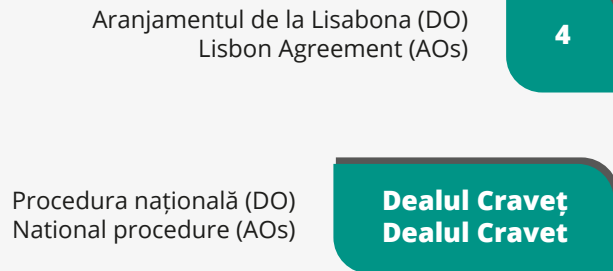 Aranjamentul de la Lisabona (DO)
Lisbon Agreement (AOs)
4
Procedura națională (DO)
National procedure (AOs)
Dealul Craveț
Dealul Cravet